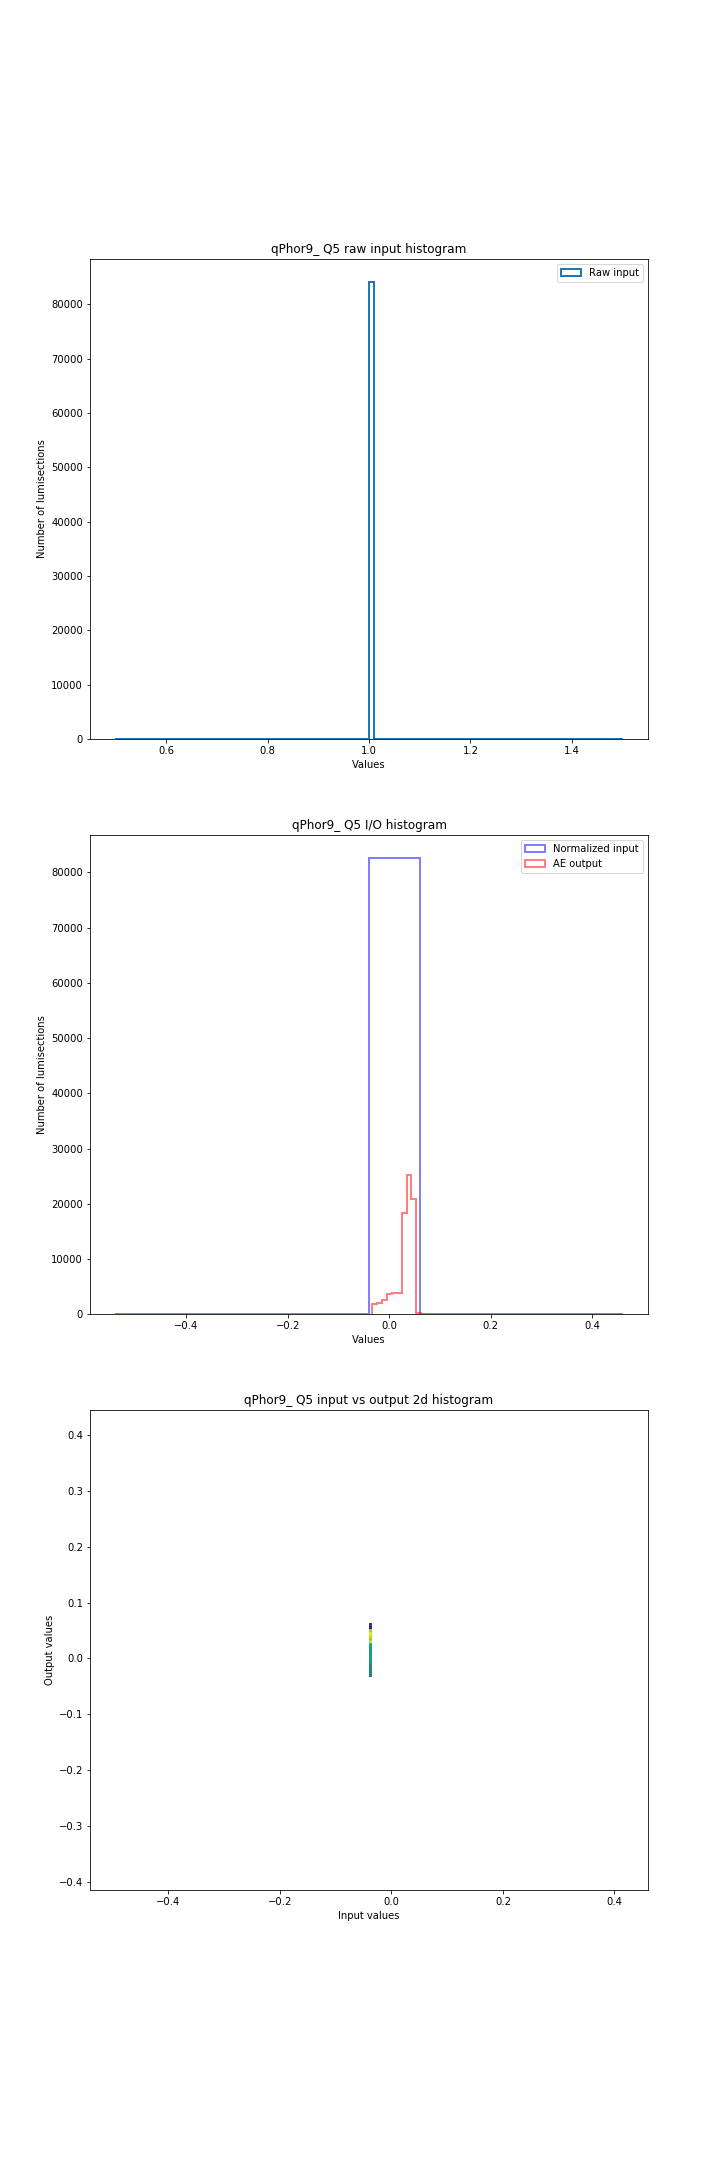 qPhor9_ Q5 raw input histogram
Raw input
80000
70000
60000
50000
40000
30000
20000
10000
0
Number of lumisections
0.6 0.8 1.0 1.2 1.4
Values
qPhor9_ Q5 I/O histogram
Normalized input
AE output
80000
70000
60000
50000
40000
30000
20000
10000
0
Number of lumisections
−0.4 −0.2 0.0 0.2 0.4
Values
qPhor9_ Q5 input vs output 2d histogram
0.4
0.3
0.2
0.1
0.0
−0.1
−0.2
−0.3
−0.4
Output values
−0.4 −0.2 0.0 0.2 0.4
Input values